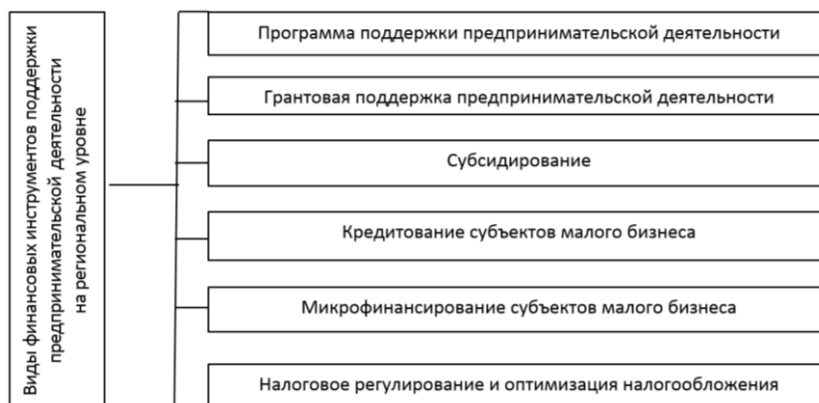 Виды финансовых инструментов поддержки
предпринимательской деятельности
на региональном уровне
Программа поддержки предпринимательской деятельности
Грантовая поддержка предпринимательской деятельности
Субсидирование
Кредитование субъектов малого бизнеса
Микрофинансирование субъектов малого бизнеса
Налоговое регулирование и оптимизация налогообложения